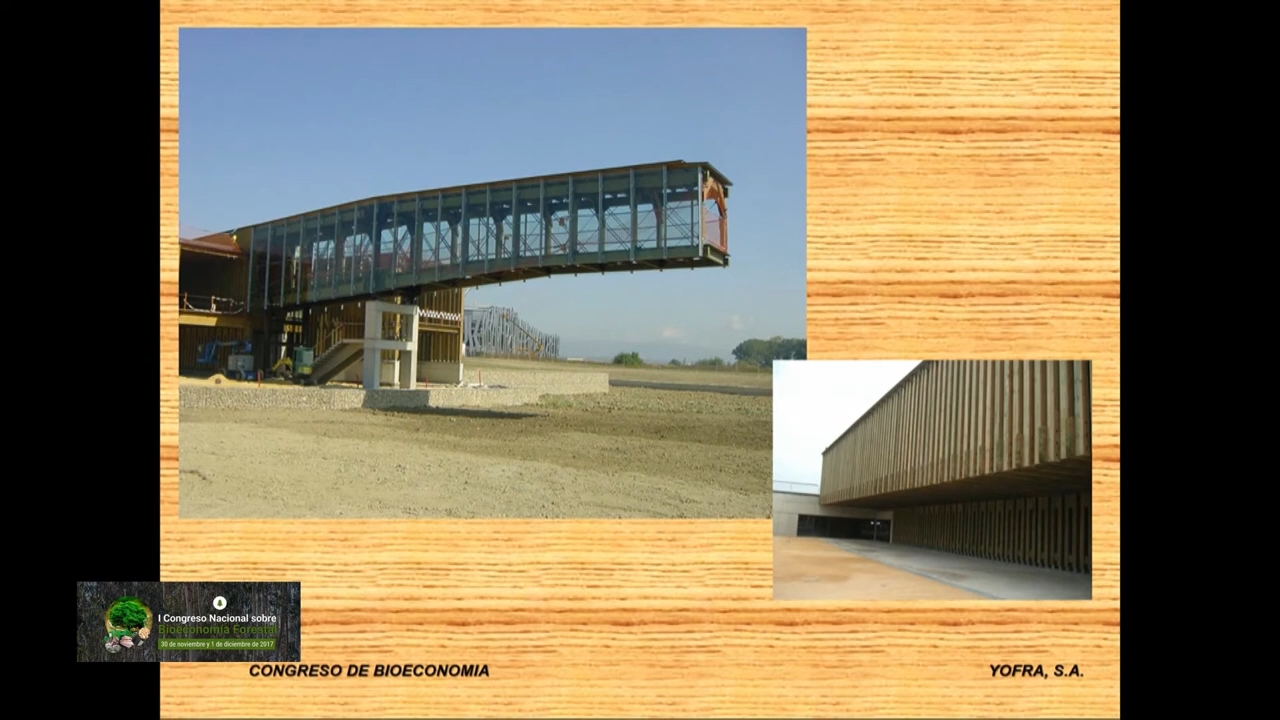 I Congreso Nacional sobre
Bioeconomía Forestal
30 de noviembre y 1 de diciembre de 2017
CONGRESO DE BIOECONOMIA
YOFRA, S.A.